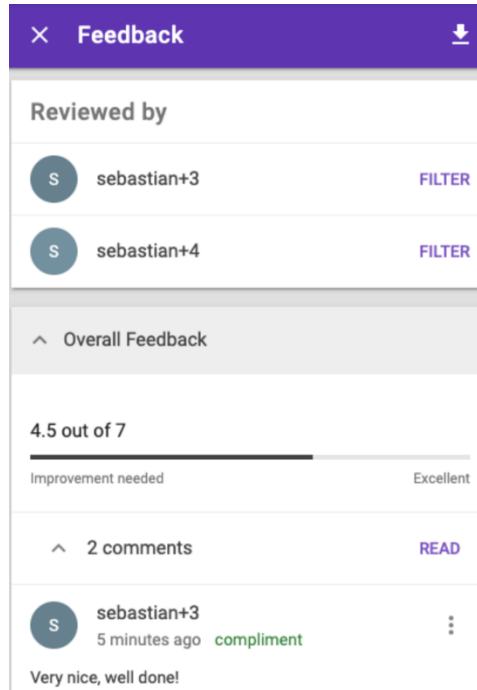 Feedback
Reviewed by
S sebastian+3 FILTER
S sebastian+4 FILTER
Overall Feedback
4.5 out of 7
Improvement needed Excellent
2 comments READ
S sebastian+3
5 minutes ago compliment
Very nice, well done!